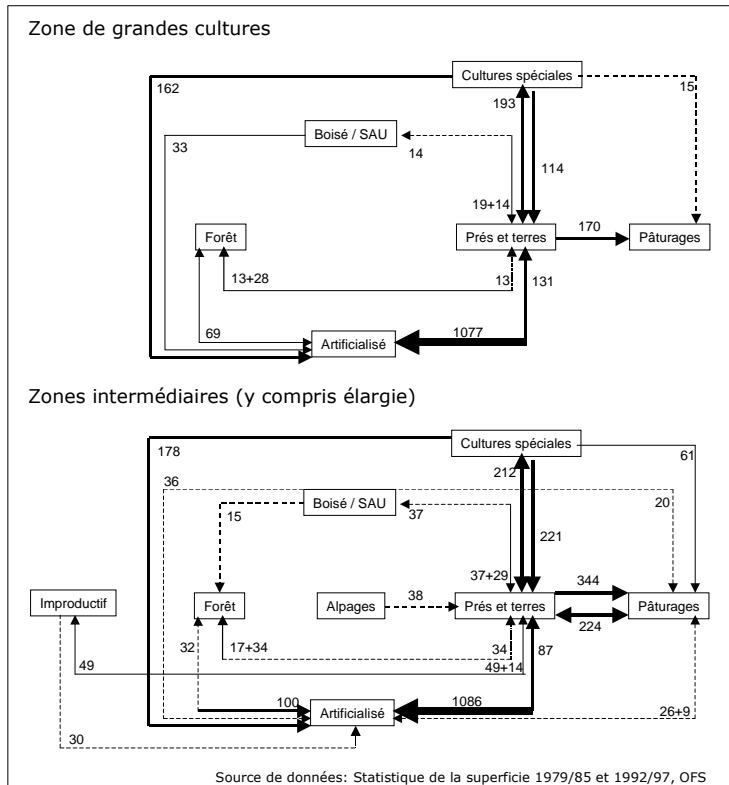 Zone de grandes cultures
Cultures spéciales
162
193
15
33
Boisé / SAU
14
114
19+14
Forêt
Prés et terres
170
Pâturages
13+28
13
131
69
1077
Artificialisé
Zones intermédiaires (y compris élargie)
Cultures spéciales
178
212
61
36
Boisé / SAU
20
15
37
221
37+29
344
Improductif
Forêt
Alpages
38
Prés et terres
Pâturages
224
32
17+34
34
87
49
49+14
100
1086
26+9
Artificialisé
30
Source de données: Statistique de la superficie 1979/85 et 1992/97, OFS